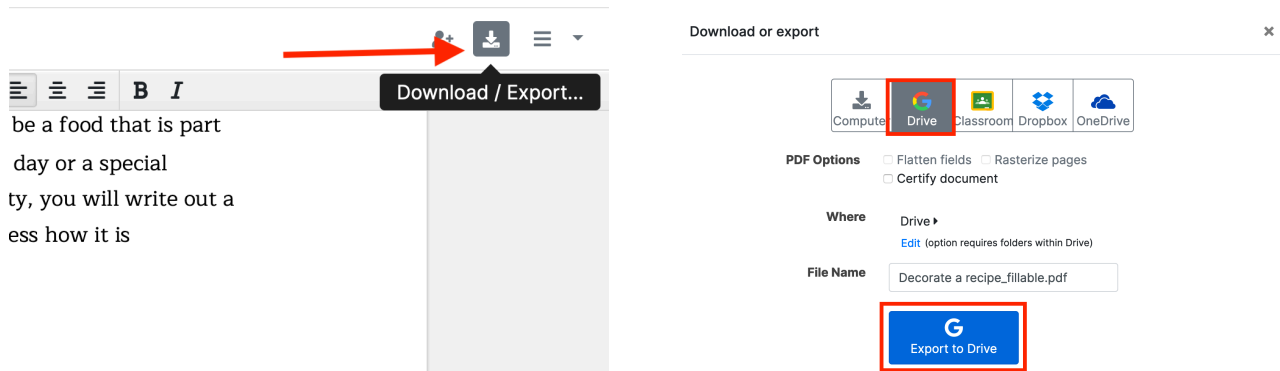 Download / Export...
B I
be a food that is part
day or a special
ty, you will write out a
ess how it is
Download or export
Computer Drive Classroom Dropbox OneDrive
PDF Options Flatten fields Rasterize pages
Certify document
Where Drive
Edit (option requires folders within Drive)
File Name Decorate a recipe_fillable.pdf
Export to Drive